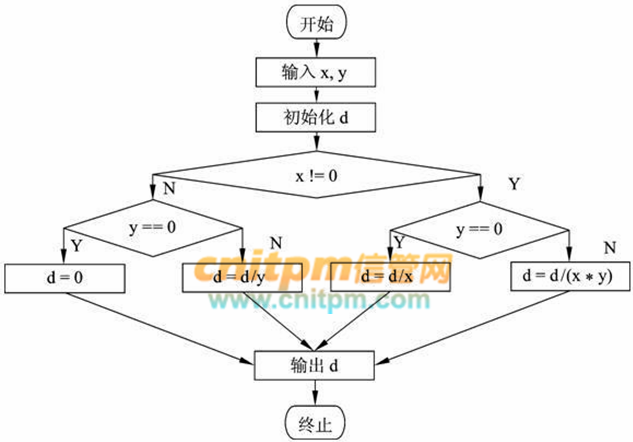 开始
输入 x, y
初始化 d
x != 0
N
Y
y == 0
y == 0
Y
N
Y
N
d = 0
d = d/y
d = d/x
d = d/(x * y)
cnitpm信管网
www.cnitpm.com
输出 d
终止